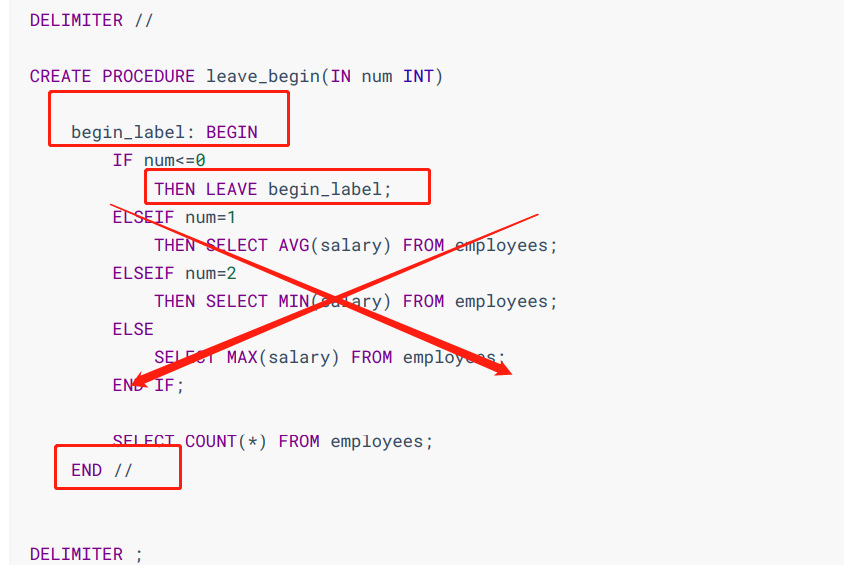 DELIMITER //
CREATE PROCEDURE leave_begin(IN num INT)
begin_label: BEGIN
IF num<=0
THEN LEAVE begin_label;
ELSEIF num=1
THEN SELECT AVG(salary) FROM employees;
ELSEIF num=2
THEN SELECT MIN(salary) FROM employees;
ELSE
SELECT MAX(salary) FROM employees;
END IF;
SELECT COUNT(*) FROM employees;
END //
DELIMITER ;